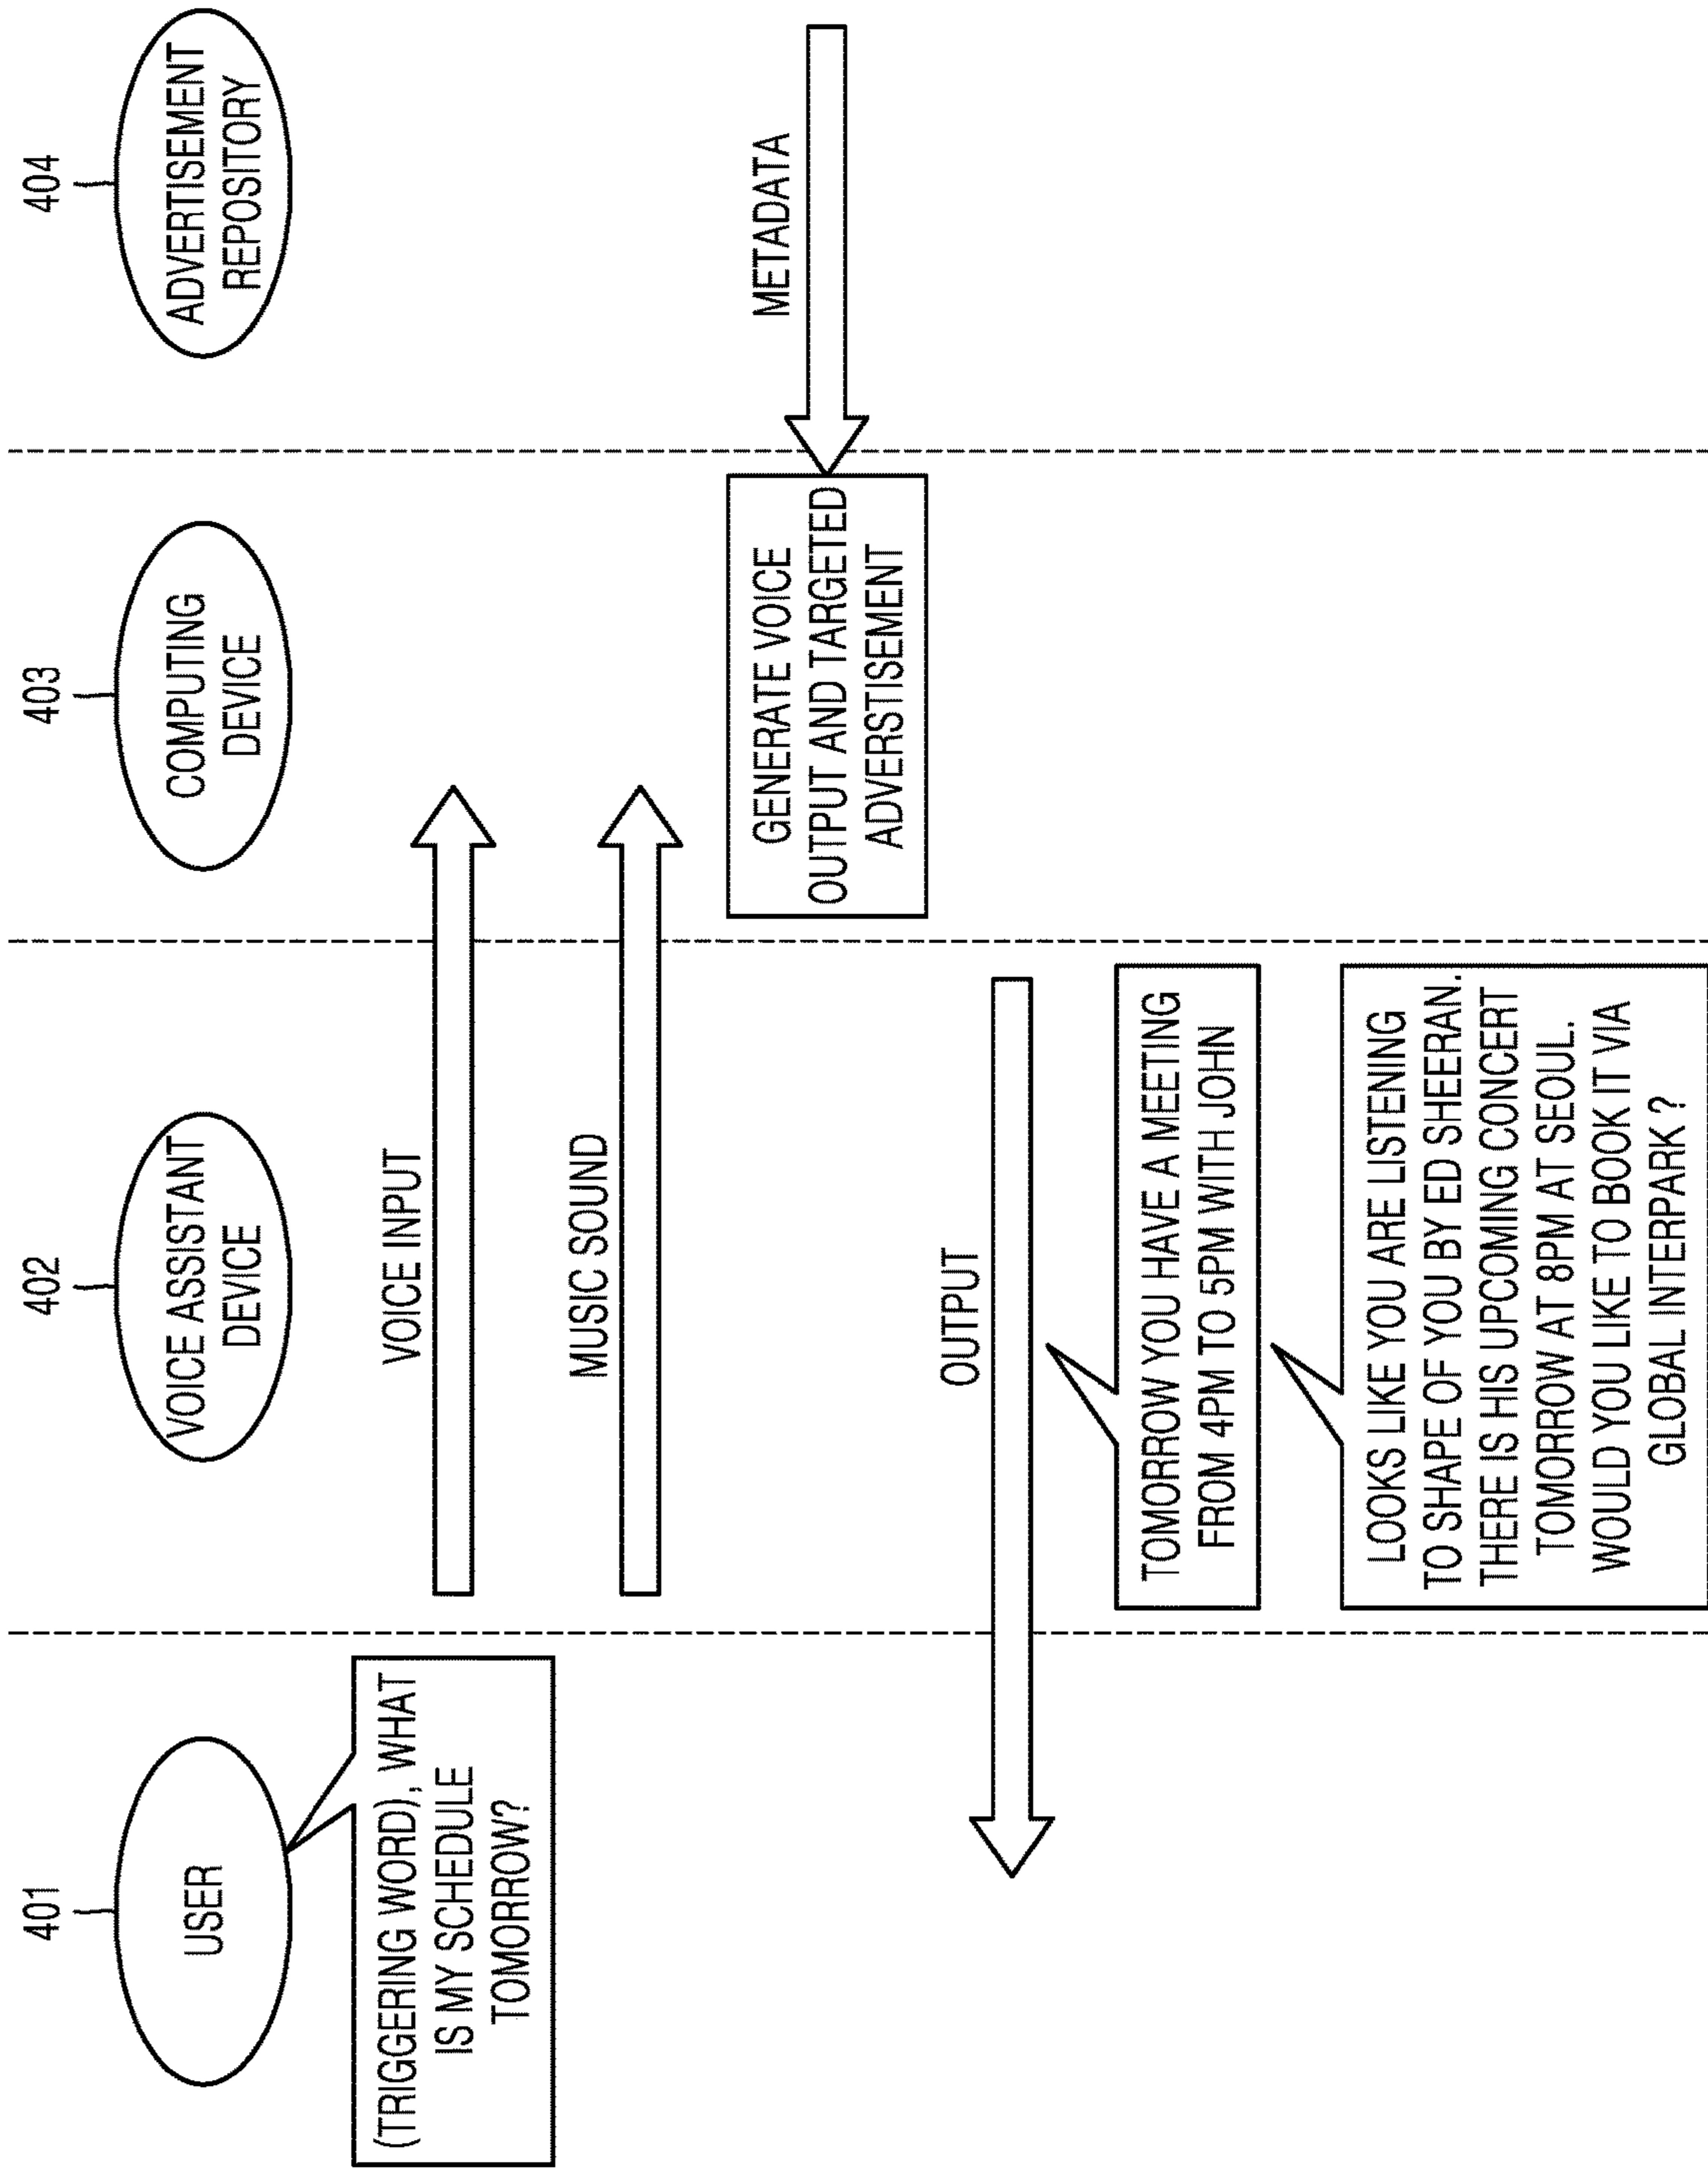 401
USER
(TRIGGERING WORD), WHAT
IS MY SCHEDULE
TOMORROW?
402
VOICE ASSISTANT
DEVICE
403
COMPUTING
DEVICE
404
ADVERTISEMENT
REPOSITORY
VOICE INPUT
MUSIC SOUND
GENERATE VOICE
OUTPUT AND TARGETED
ADVERSTISEMENT
METADATA
OUTPUT
TOMORROW YOU HAVE A MEETING
FROM 4PM TO 5PM WITH JOHN
LOOKS LIKE YOU ARE LISTENING
TO SHAPE OF YOU BY ED SHEERAN.
THERE IS HIS UPCOMING CONCERT
TOMORROW AT 8PM AT SEOUL.
WOULD YOU LIKE TO BOOK IT VIA
GLOBAL INTERPARK ?